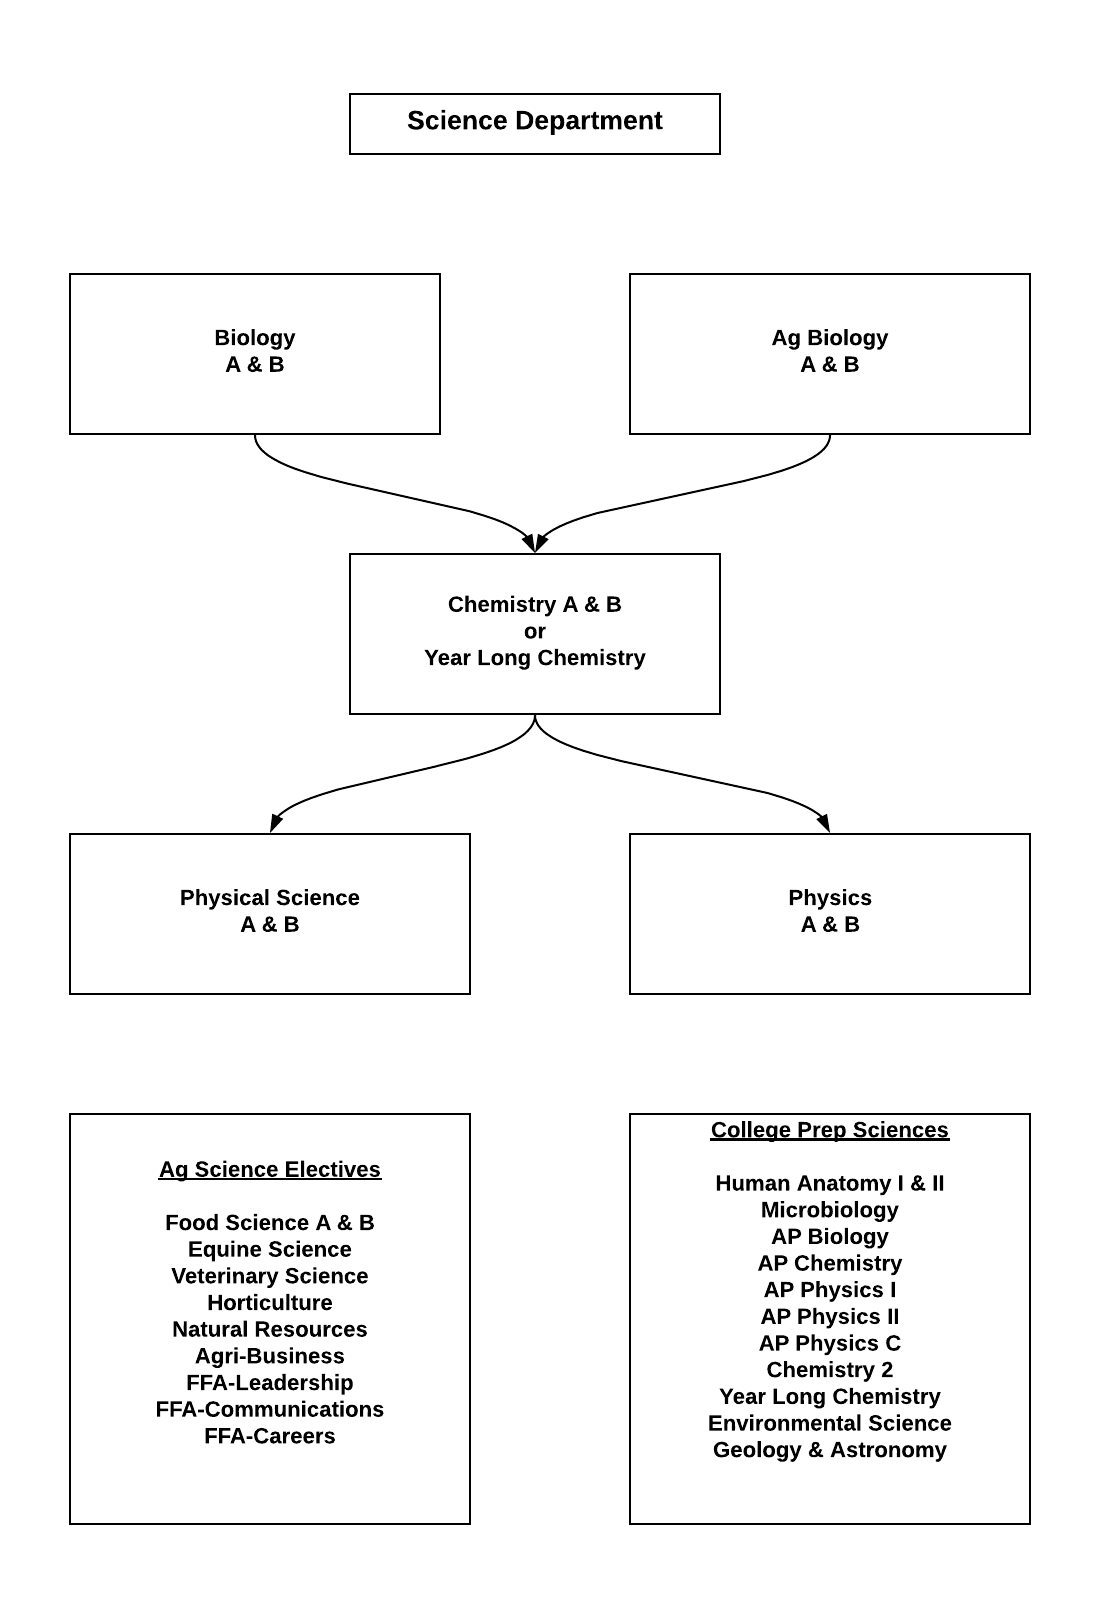 Science Department
Biology
A & B
Ag Biology
A & B
Chemistry A & B
or
Year Long Chemistry
Physical Science
A & B
Physics
A & B
Ag Science Electives
Food Science A & B
Equine Science
Veterinary Science
Horticulture
Natural Resources
Agri-Business
FFA-Leadership
FFA-Communications
FFA-Careers
College Prep Sciences
Human Anatomy I & II
Microbiology
AP Biology
AP Chemistry
AP Physics I
AP Physics II
AP Physics C
Chemistry 2
Year Long Chemistry
Environmental Science
Geology & Astronomy